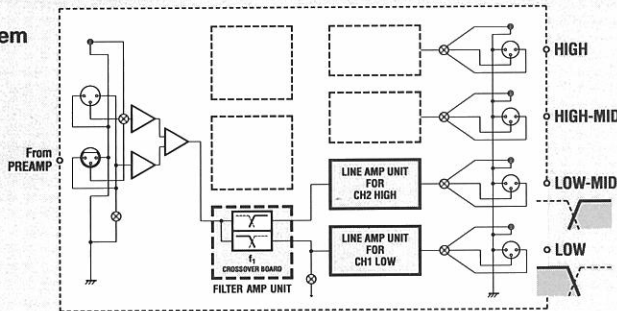 em
HIGH
HIGH-MID
From
PREAMP
LINE AMP UNIT
FOR
CH2 HIGH
LOW-MID
LINE AMP UNIT
FOR
CH1 LOW
LOW
f1
CROSSOVER BOARD
FILTER AMP UNIT